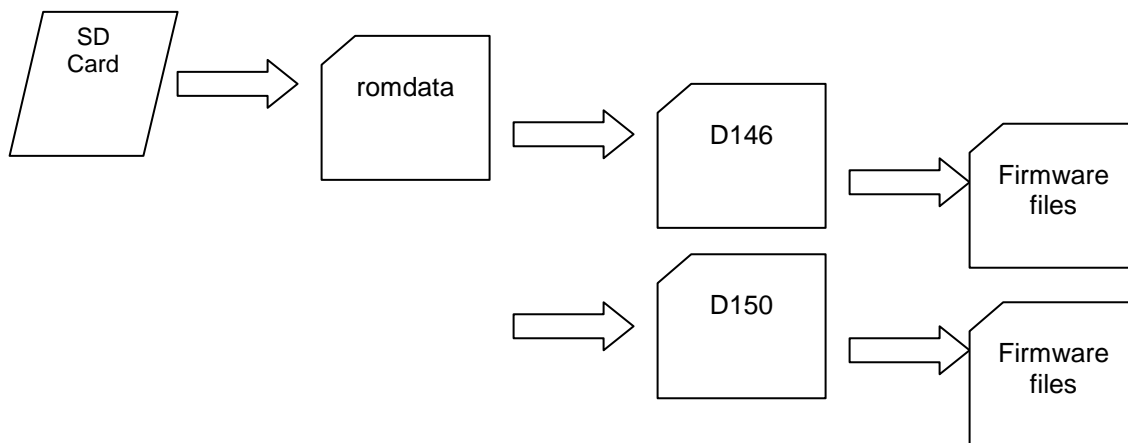 SD
Card
romdata
D146
Firmware
files
D150
Firmware
files